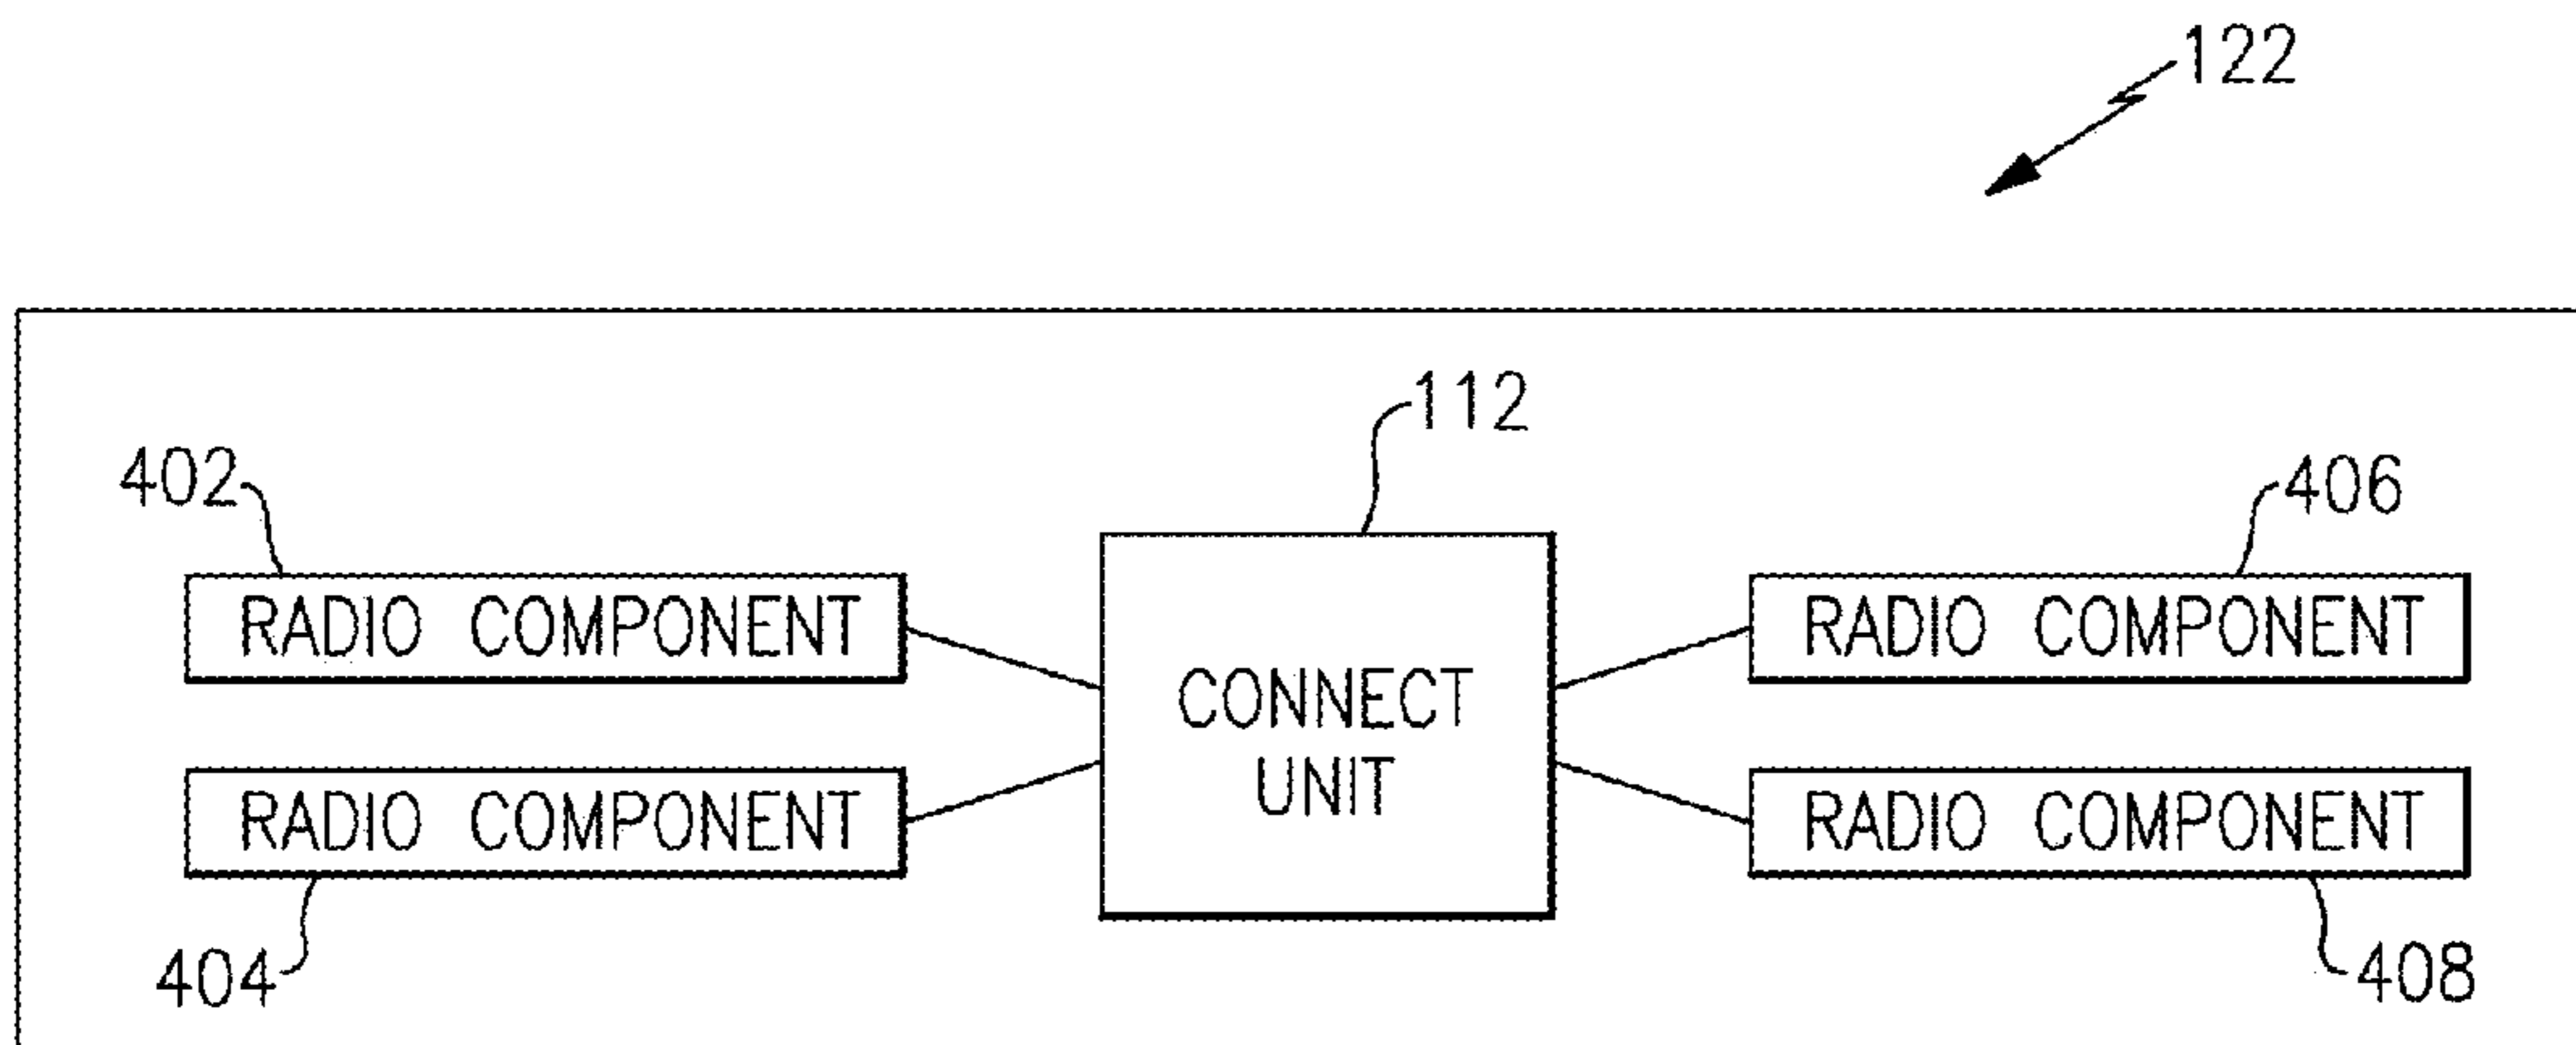 122
112
402
406
RADIO COMPONENT
RADIO COMPONENT
CONNECT
UNIT
RADIO COMPONENT
RADIO COMPONENT
404
408